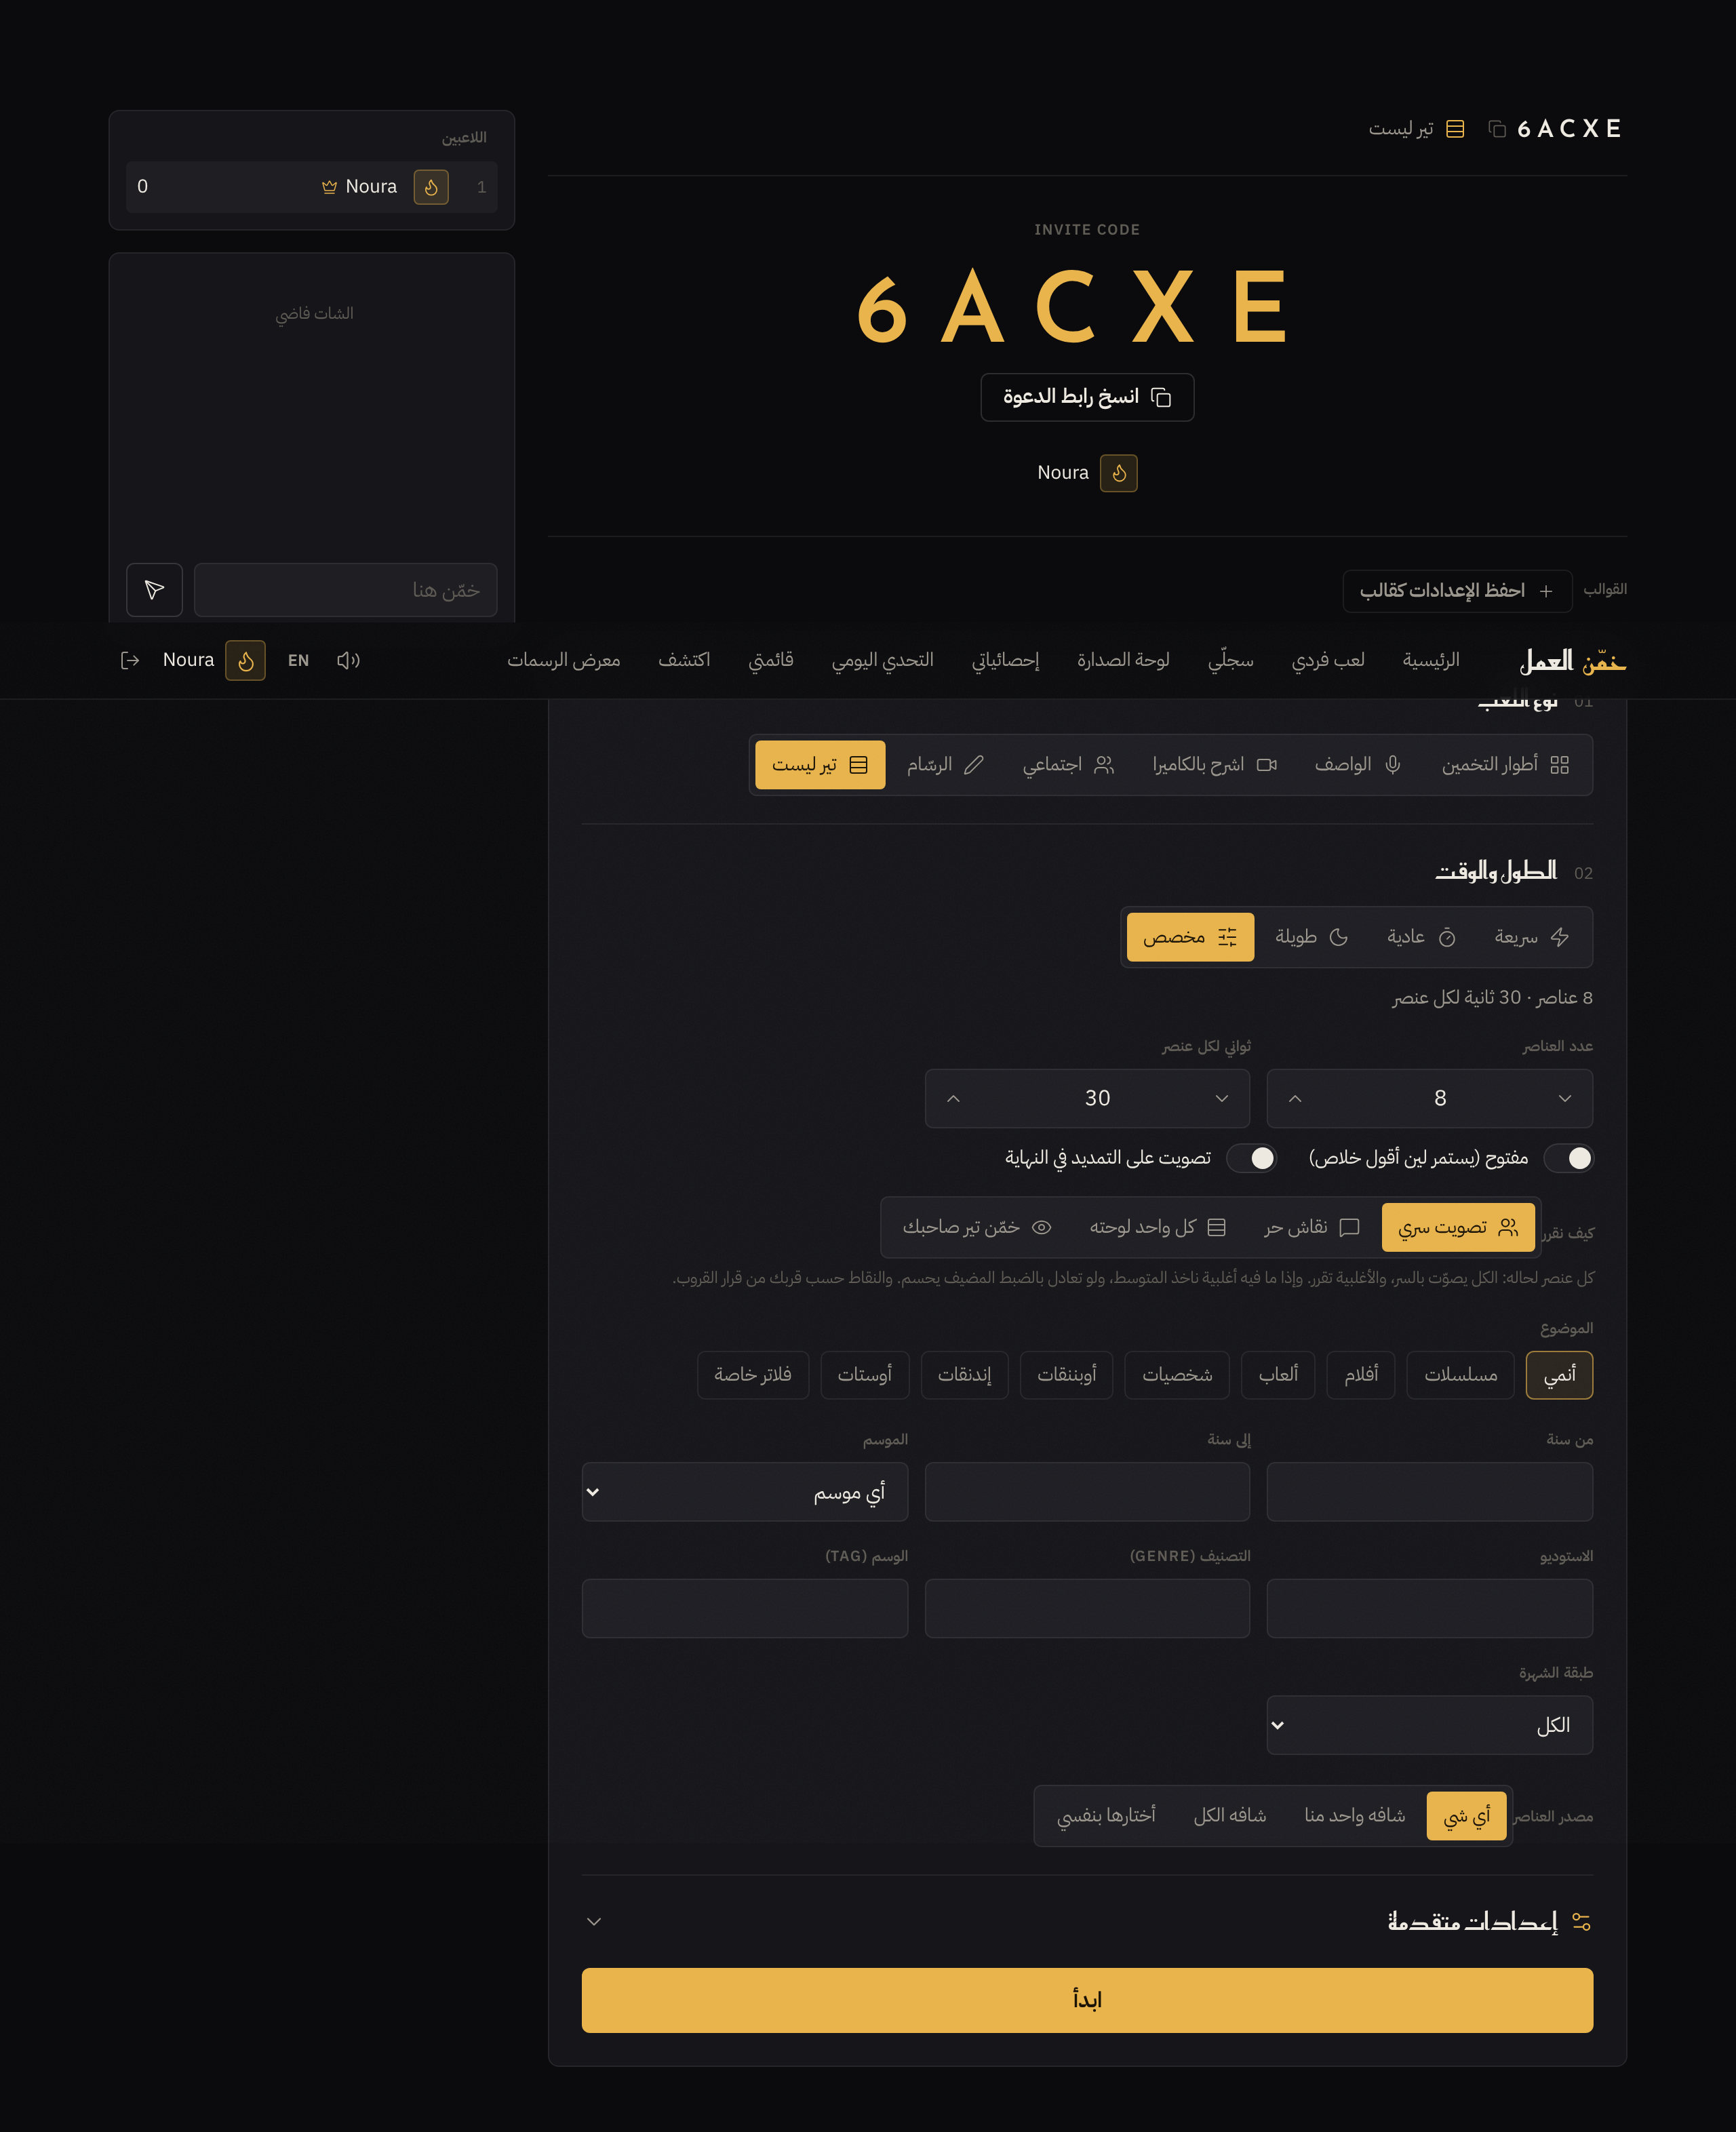 6ACXE تير ليست
INVITE CODE
6ACXE
انسخ رابط الدعوة
Noura
القوالب
احفظ الإعدادات كقالب
اللاعبين
1 Noura 0
الشات فاضي
خمّن هنا
خمّن العمل الرئيسية لعب فردي سجلّي لوحة الصدارة إحصائياتي التحدي اليومي قائمتي اكتشف معرض الرسمات EN Noura
01 نوع اللعب
أطوار التخمين الواصف اشرح بالكاميرا اجتماعي الرسّام تير ليست
02 الطول والوقت
سريعة عادية طويلة مخصص
8 عناصر · 30 ثانية لكل عنصر
عدد العناصر ثواني لكل عنصر
8 30
مفتوح (يستمر لين أقول خلاص) تصويت على التمديد في النهاية
كيف نقرر تصويت سري نقاش حر كل واحد لوحته خمّن تير صاحبك
كل عنصر لحاله: الكل يصوّت بالسر، والأغلبية تقرر. وإذا ما فيه أغلبية ناخذ المتوسط، ولو تعادل بالضبط المضيف يحسم. والنقاط حسب قربك من قرار القروب.
الموضوع
أنمي مسلسلات أفلام ألعاب شخصيات أوبننقات إندنقات أوستات فلاتر خاصة
من سنة إلى سنة الموسم
أي موسم
الاستوديو التصنيف (GENRE) الوسم (TAG)
طبقة الشهرة
الكل
مصدر العناصر أي شي شافه واحد منا شافه الكل أختارها بنفسي
إعدادات متقدمة
ابدأ